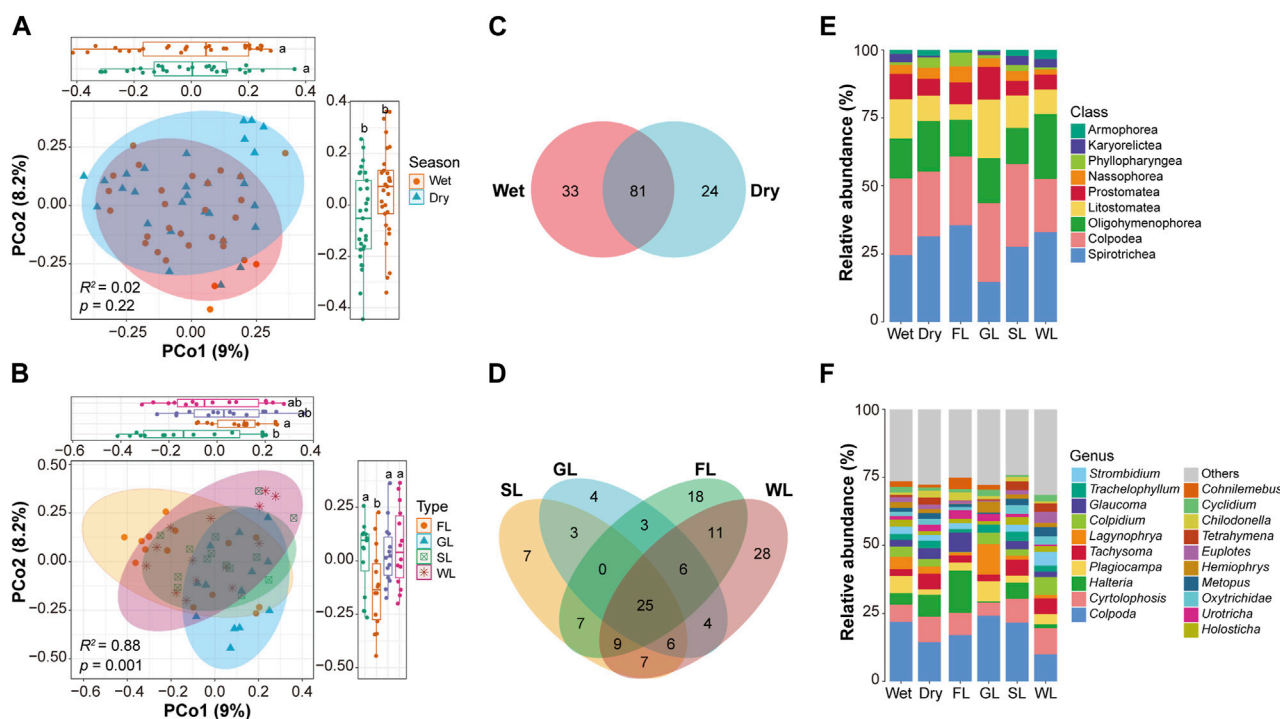 A
a
a
−0.4
−0.2
0.0
0.2
0.4
PCo2 (8.2%)
0.25
0.00
−0.25
R² = 0.02
p = 0.22
−0.25
0.00
0.25
PCo1 (9%)
0.4
0.2
0.0
−0.2
−0.4
b
b
Season
Wet
Dry
B
ab
ab
a
b
−0.6
−0.4
−0.2
0.0
0.2
0.4
PCo2 (8.2%)
0.50
0.25
0.00
−0.25
−0.50
R² = 0.88
p = 0.001
−0.6
−0.4
−0.2
0.0
0.2
0.4
PCo1 (9%)
0.25
0.00
−0.25
−0.50
a
b
a
a
Type
FL
GL
SL
WL
C
Wet
33
81
24
Dry
D
SL
GL
FL
WL
4
18
7
3
3
11
28
0
6
25
7
9
6
4
7
E
Relative abundance (%)
100
75
50
25
0
Wet
Dry
FL
GL
SL
WL
Class
Armophorea
Karyorelictea
Phyllopharyngea
Nassophorea
Prostomatea
Litostomatea
Oligohymenophorea
Colpodea
Spirotrichea
F
Relative abundance (%)
100
75
50
25
0
Wet
Dry
FL
GL
SL
WL
Genus
Strombidium
Trachelophyllum
Glaucoma
Colpidium
Lagynophrya
Tachysoma
Plagiocampa
Halteria
Cyrtolophosis
Colpoda
Others
Cohnilemebus
Cyclidium
Chilodonella
Tetrahymena
Euplotes
Hemiophrys
Metopus
Oxytrichidae
Urotricha
Holosticha